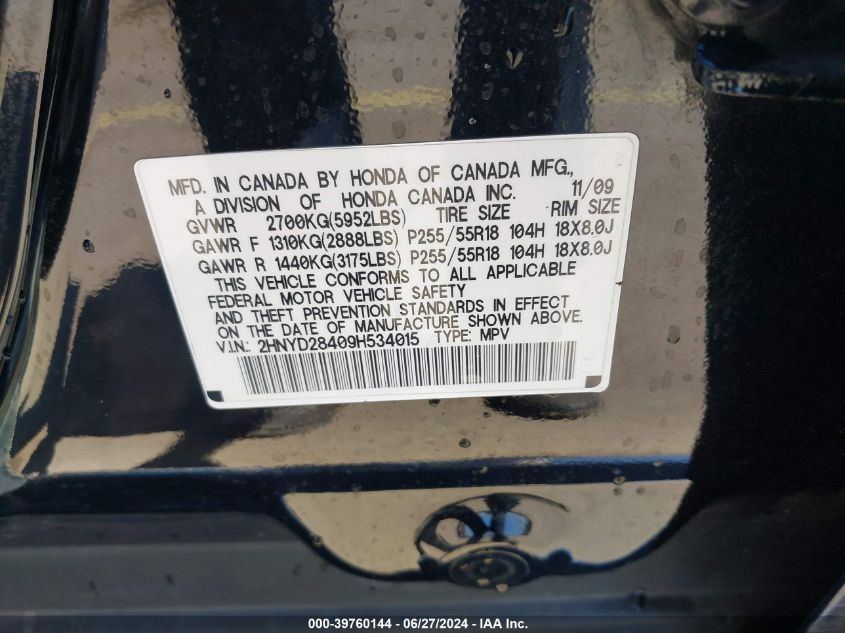 MFD. IN CANADA BY HONDA OF CANADA MFG.,
A DIVISION OF HONDA CANADA INC. 11/09
GVWR 2700KG(5952LBS) TIRE SIZE RIM SIZE
GAWR F 1310KG(2888LBS) P255/55R18 104H 18X8.0J
GAWR R 1440KG(3175LBS) P255/55R18 104H 18X8.0J
THIS VEHICLE CONFORMS TO ALL APPLICABLE
FEDERAL MOTOR VEHICLE SAFETY
AND THEFT PREVENTION STANDARDS IN EFFECT
ON THE DATE OF MANUFACTURE SHOWN ABOVE.
V.I.N.: 2HNYD28409H534015 TYPE: MPV
000-39760144 / 06/27/2024 / IAA Inc.